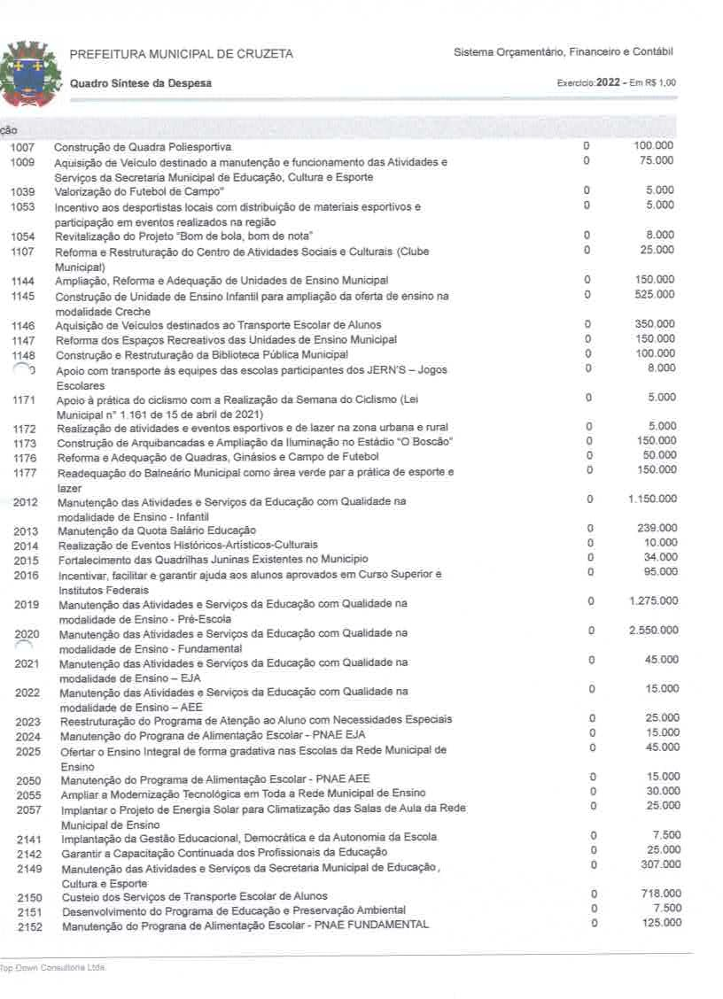 PREFEITURA MUNICIPAL DE CRUZETA
Sistema Orçamentário, Financeiro e Contábil
Quadro Síntese da Despesa
Exercício:2022 – Em R$ 1,00
ção
1007 Construção de Quadra Poliesportiva 0 100.000
1009 Aquisição de Veículo destinado a manutenção e funcionamento das Atividades e 0 75.000
Serviços da Secretaria Municipal de Educação, Cultura e Esporte
1039 Valorização do Futebol de Campo" 0 5.000
1053 Incentivo aos desportistas locais com distribuição de materiais esportivos e 0 5.000
participação em eventos realizados na região
1054 Revitalização do Projeto "Bom de bola, bom de nota" 0 8.000
1107 Reforma e Restruturação do Centro de Atividades Sociais e Culturais (Clube 0 25.000
Municipal)
1144 Ampliação, Reforma e Adequação de Unidades de Ensino Municipal 0 150.000
1145 Construção de Unidade de Ensino Infantil para ampliação da oferta de ensino na 0 525.000
modalidade Creche
1146 Aquisição de Veículos destinados ao Transporte Escolar de Alunos 0 350.000
1147 Reforma dos Espaços Recreativos das Unidades de Ensino Municipal 0 150.000
1148 Construção e Restruturação da Biblioteca Pública Municipal 0 100.000
Apoio com transporte ás equipes das escolas participantes dos JERN'S – Jogos 0 8.000
Escolares
1171 Apoio à prática do ciclismo com a Realização da Semana do Ciclismo (Lei 0 5.000
Municipal n° 1.161 de 15 de abril de 2021)
1172 Realização de atividades e eventos esportivos e de lazer na zona urbana e rural 0 5.000
1173 Construção de Arquibancadas e Ampliação da Iluminação no Estádio "O Boscão" 0 150.000
1176 Reforma e Adequação de Quadras, Ginásios e Campo de Futebol 0 50.000
1177 Readequação do Balneário Municipal como área verde par a prática de esporte e 0 150.000
lazer
2012 Manutenção das Atividades e Serviços da Educação com Qualidade na 0 1.150.000
modalidade de Ensino - Infantil
2013 Manutenção da Quota Salário Educação 0 239.000
2014 Realização de Eventos Históricos-Artísticos-Culturais 0 10.000
2015 Fortalecimento das Quadrilhas Juninas Existentes no Municipio 0 34.000
2016 Incentivar, facilitar e garantir ajuda aos alunos aprovados em Curso Superior e 0 95.000
Institutos Federais
2019 Manutenção das Atividades e Serviços da Educação com Qualidade na 0 1.275.000
modalidade de Ensino - Pré-Escola
2020 Manutenção das Atividades e Serviços da Educação com Qualidade na 0 2.550.000
modalidade de Ensino - Fundamental
2021 Manutenção das Atividades e Serviços da Educação com Qualidade na 0 45.000
modalidade de Ensino – EJA
2022 Manutenção das Atividades e Serviços da Educação com Qualidade na 0 15.000
modalidade de Ensino – AEE
2023 Reestruturação do Programa de Atenção ao Aluno com Necessidades Especiais 0 25.000
2024 Manutenção do Prograna de Alimentação Escolar - PNAE EJA 0 15.000
2025 Ofertar o Ensino Integral de forma gradativa nas Escolas da Rede Municipal de 0 45.000
Ensino
2050 Manutenção do Programa de Alimentação Escolar - PNAE AEE 0 15.000
2055 Ampliar a Modernização Tecnológica em Toda a Rede Municipal de Ensino 0 30.000
2057 Implantar o Projeto de Energia Solar para Climatização das Salas de Aula da Rede 0 25.000
Municipal de Ensino
2141 Implantação da Gestão Educacional, Democrática e da Autonomia da Escola 0 7.500
2142 Garantir a Capacitação Continuada dos Profissionais da Educação 0 25.000
2149 Manutenção das Atividades e Serviços da Secretaria Municipal de Educação, 0 307.000
Cultura e Esporte
2150 Custeio dos Serviços de Transporte Escolar de Alunos 0 718.000
2151 Desenvolvimento do Programa de Educação e Preservação Ambiental 0 7.500
2152 Manutenção do Prograna de Alimentação Escolar - PNAE FUNDAMENTAL 0 125.000
Top Down Consultoria Ltda.